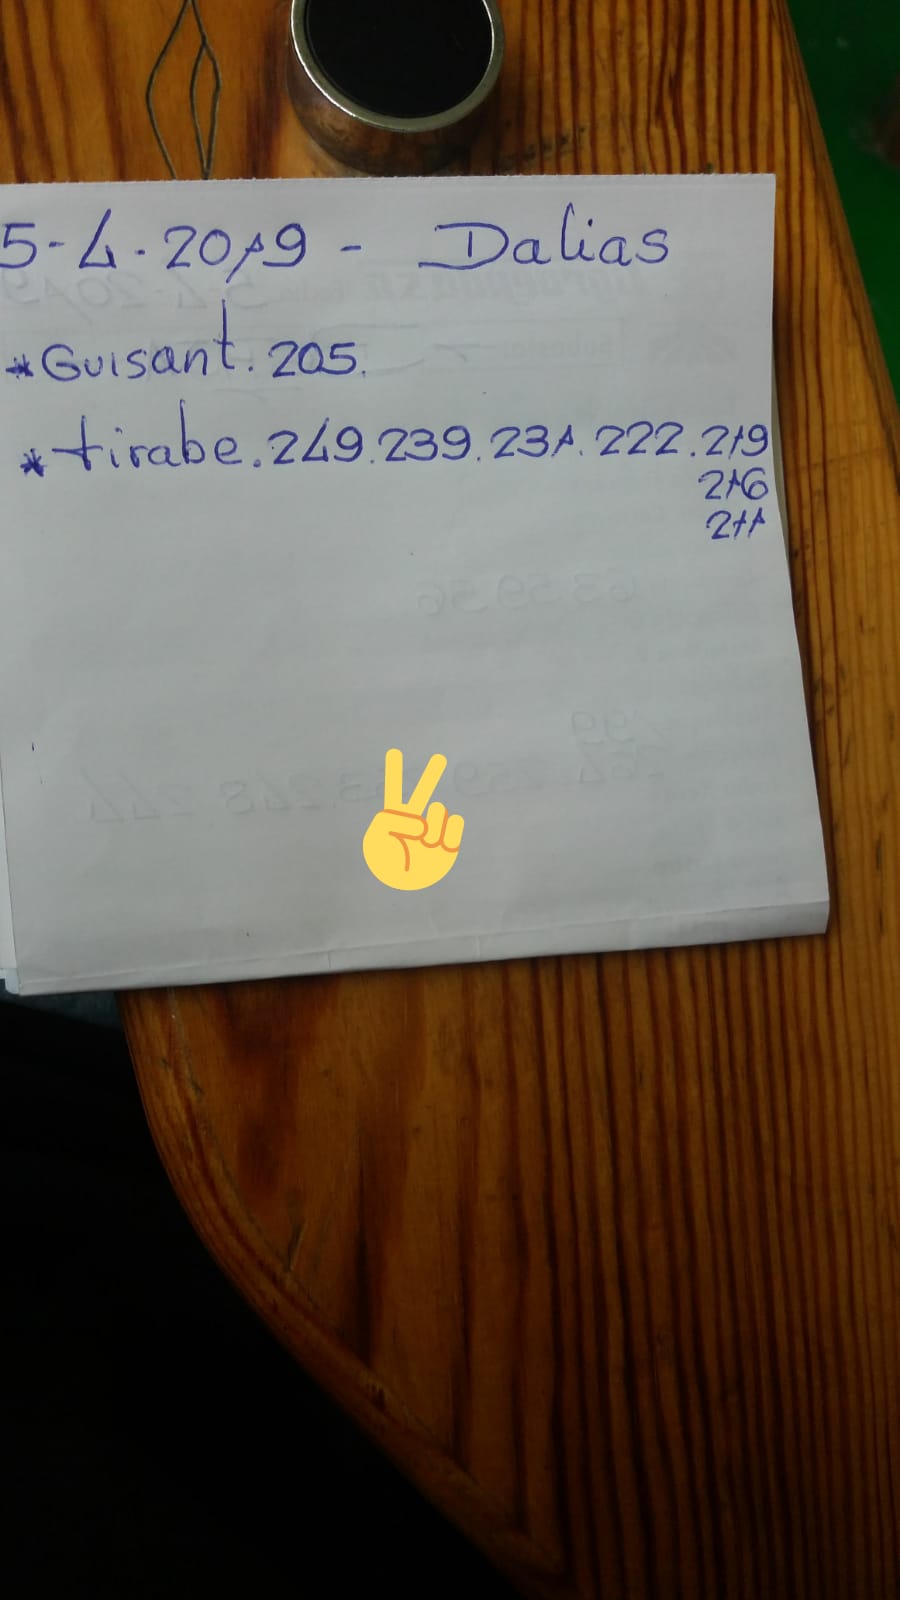 5-4-2019 - Dalias
*Guisant. 205.
*tirabe. 249. 239. 231. 222. 219
216
211